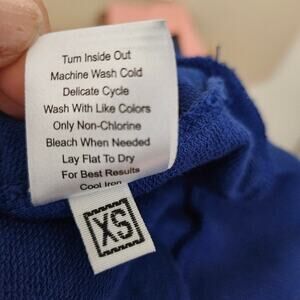 Turn Inside Out
Machine Wash Cold
Delicate Cycle
Wash With Like Colors
Only Non-Chlorine
Bleach When Needed
Lay Flat To Dry
For Best Results
Cool Iron
XS